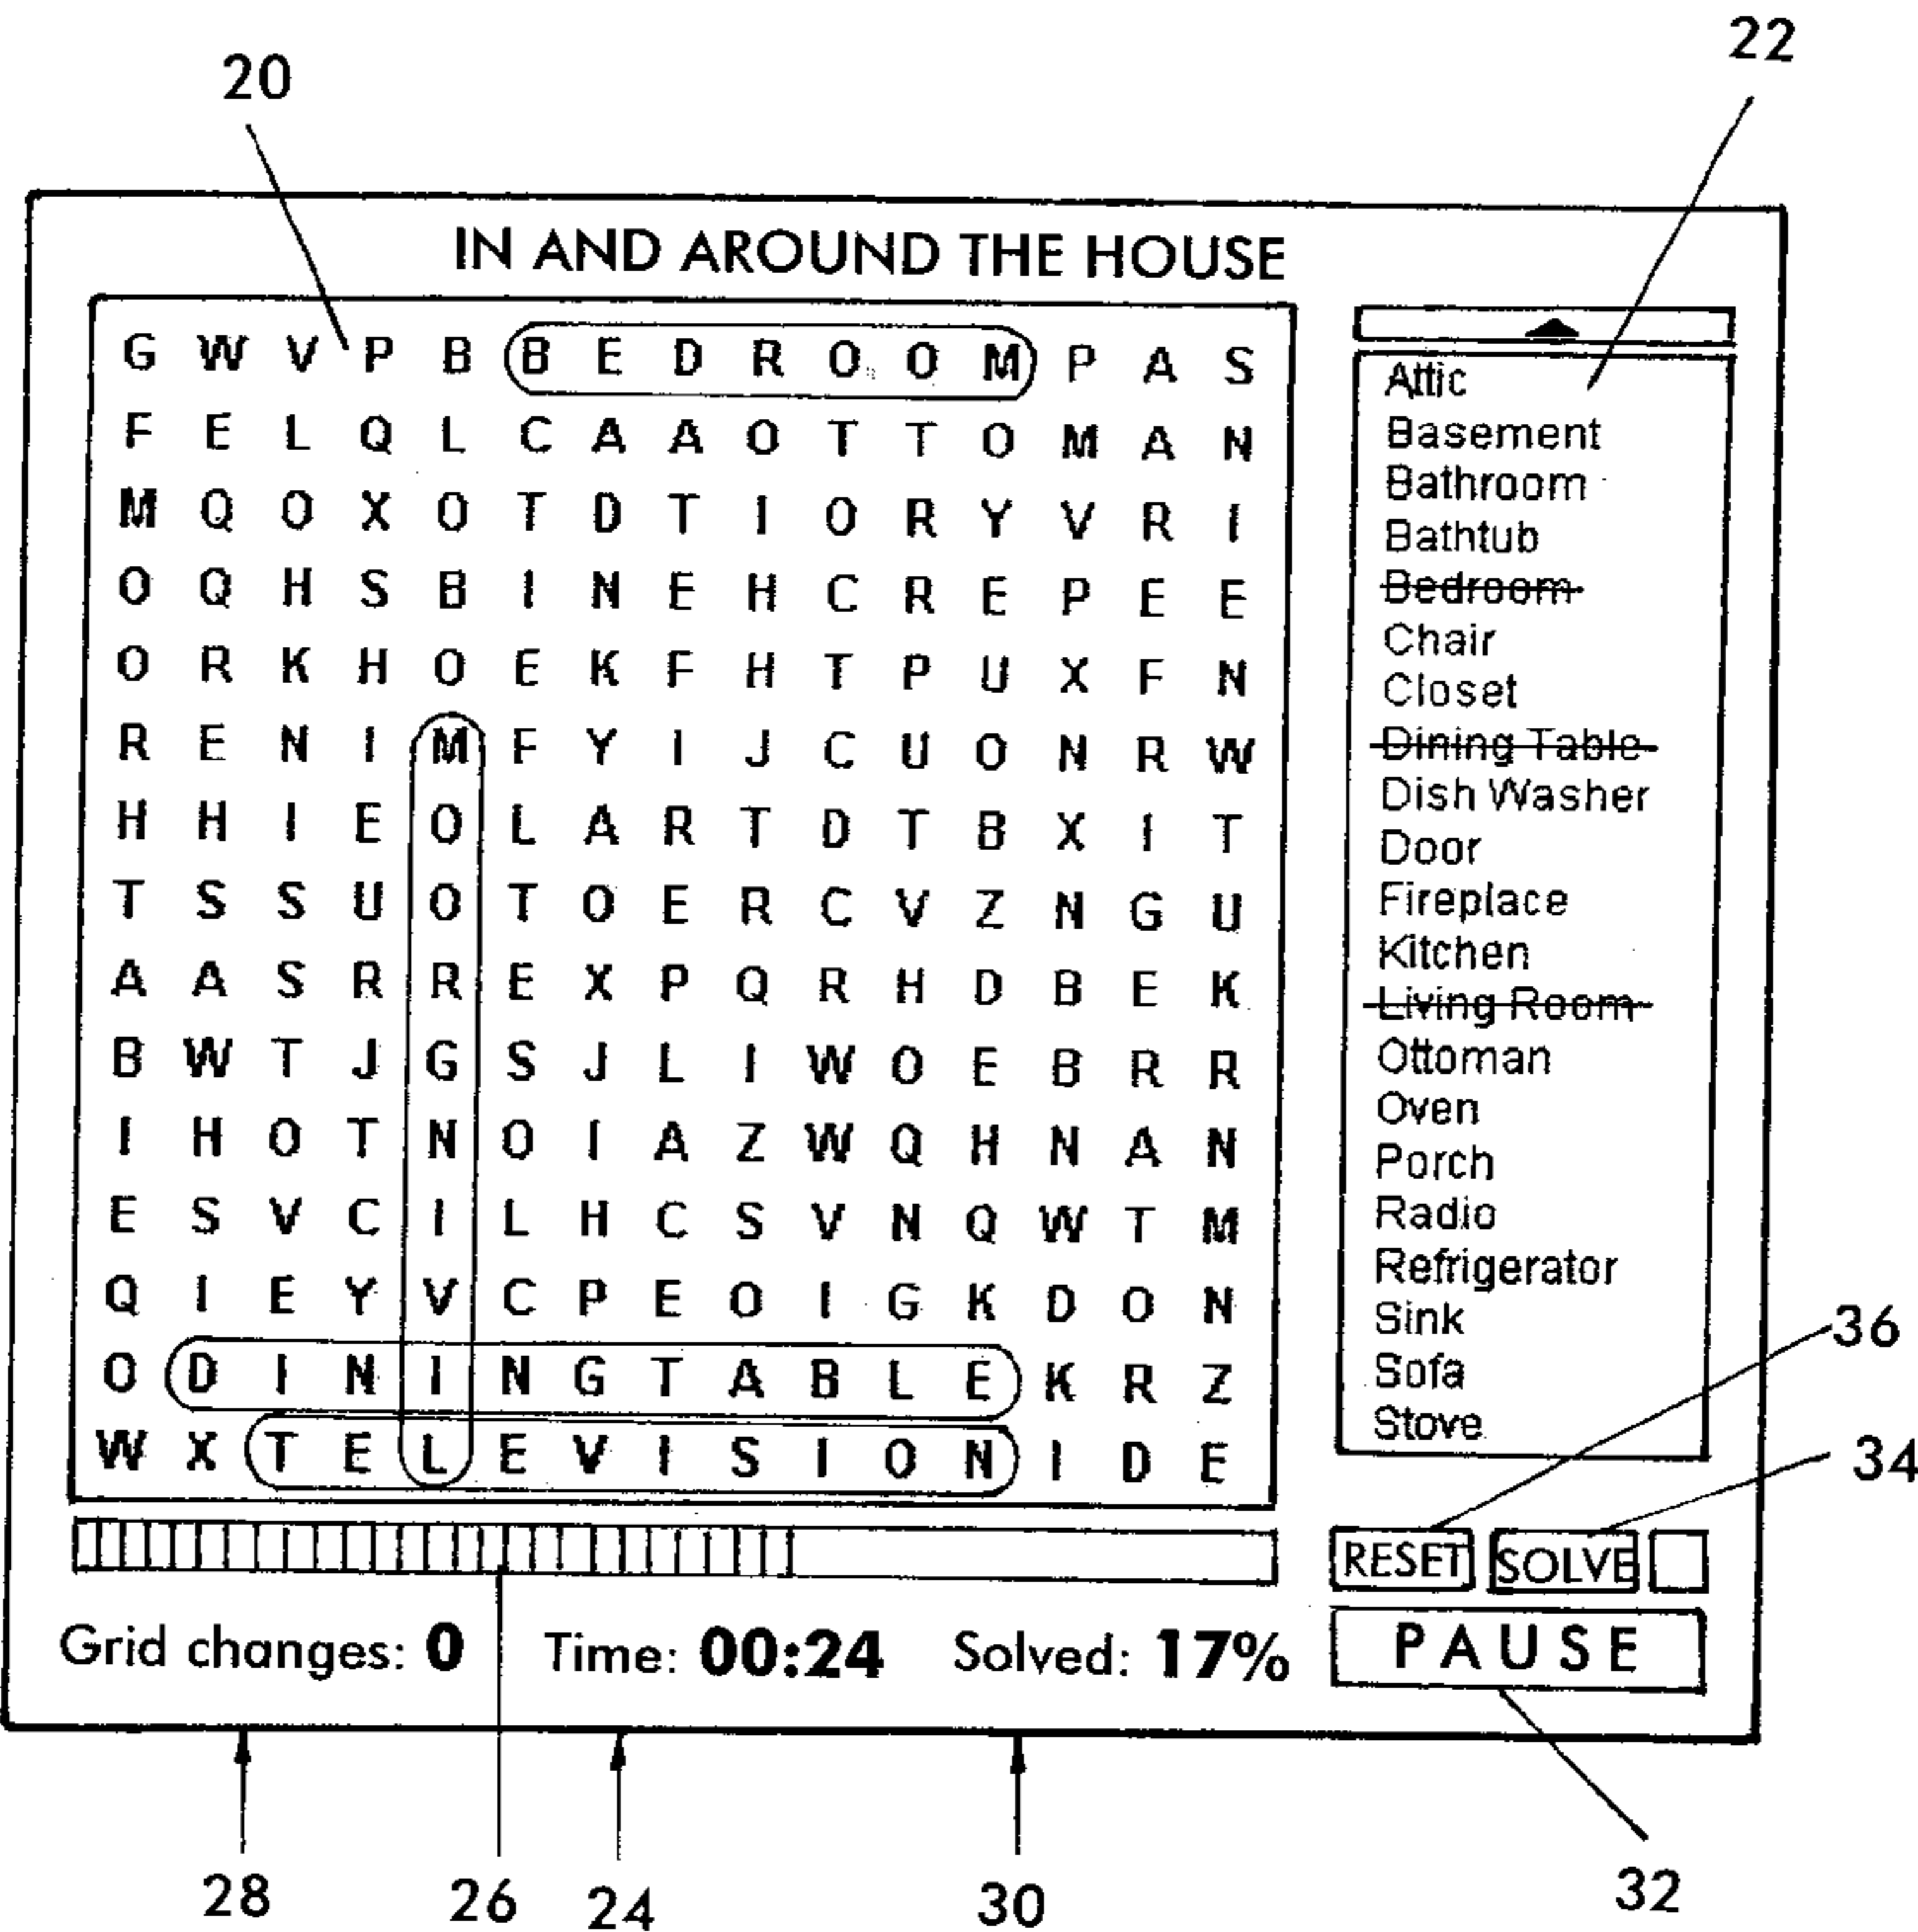 20
22
IN AND AROUND THE HOUSE
G W V P B B E D R O O M P A S
F E L Q L C A A O T T O M A N
M Q O X O T D T I O R Y V R I
O Q H S B I N E H C R E P E E
O R K H O E K F H T P U X F N
R E N I M F Y I J C U O N R W
H H I E O L A R T D T B X I T
T S S U O T O E R C V Z N G U
A A S R R E X P Q R H D B E K
B W T J G S J L I W O E B R R
I H O T N O I A Z W Q H N A N
E S V C I L H C S V N Q W T M
Q I E Y V C P E O I G K D O N
O D I N I N G T A B L E K R Z
W X T E L E V I S I O N I D E
Attic
Basement
Bathroom
Bathtub
Bedroom
Chair
Closet
Dining Table
Dish Washer
Door
Fireplace
Kitchen
Living Room
Ottoman
Oven
Porch
Radio
Refrigerator
Sink
Sofa
Stove
36
34
RESET SOLVE
Grid changes: 0 Time: 00:24 Solved: 17% PAUSE
28 26 24 30 32